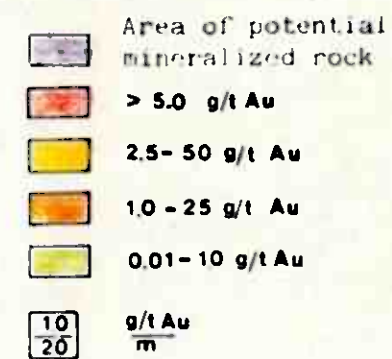 Area of potential
mineralized rock
> 5.0 g/t Au
2.5 - 50 g/t Au
1.0 - 25 g/t Au
0.01 - 10 g/t Au
10 g/t Au
20 m